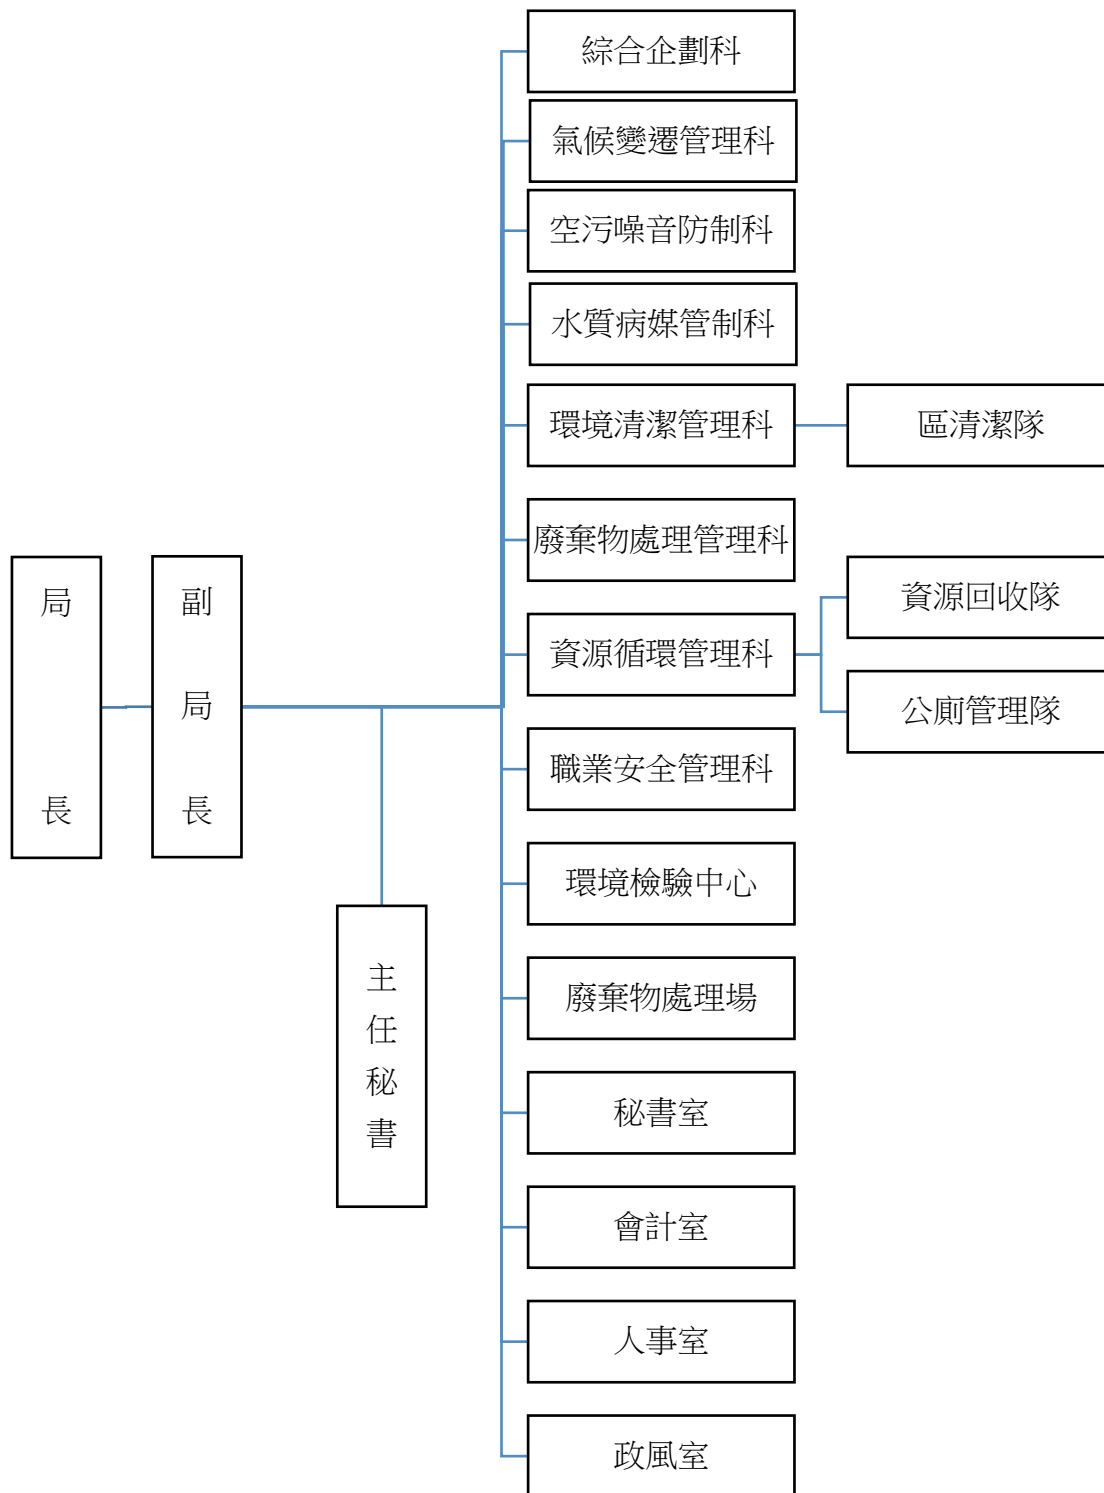 局長
副局長
主任秘書
綜合企劃科
氣候變遷管理科
空污噪音防制科
水質病媒管制科
環境清潔管理科
區清潔隊
廢棄物處理管理科
資源循環管理科
資源回收隊
公廁管理隊
職業安全管理科
環境檢驗中心
廢棄物處理場
秘書室
會計室
人事室
政風室